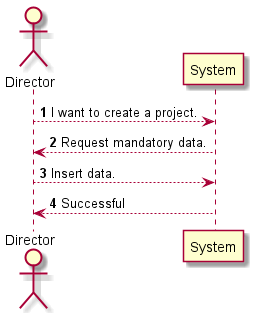 Director
System
1 I want to create a project.
2 Request mandatory data.
3 Insert data.
4 Successful
Director
System